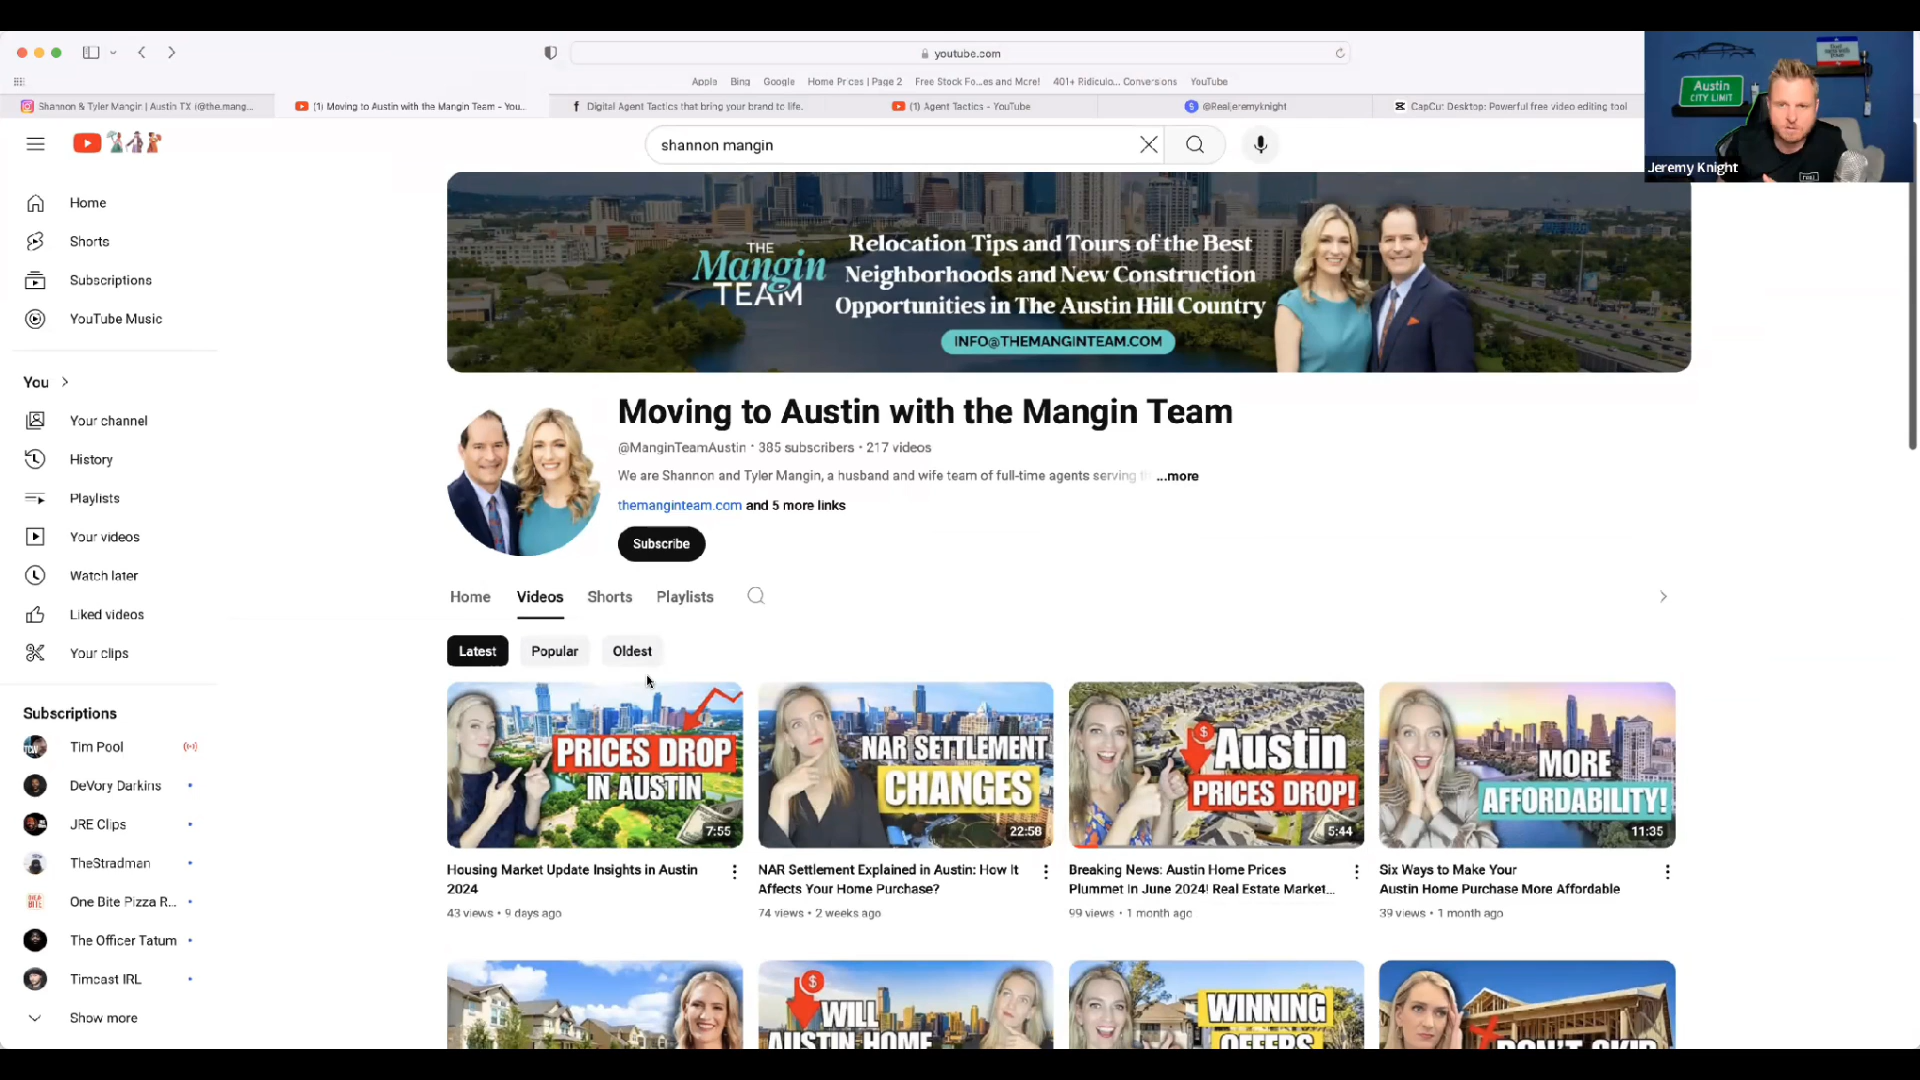 youtube.com
Apple
Bing
Google
Home Prices | Page 2
Free Stock Fo...es and More!
401+ Ridiculo... Conversions
YouTube
Shannon & Tyler Mangin | Austin TX (@the.mang...
(1) Moving to Austin with the Mangin Team - You...
Digital Agent Tactics that bring your brand to life.
(1) Agent Tactics - YouTube
@Realjeremyknight
CapCut Desktop: Powerful free video editing tool
Austin
CITY LIMIT
Jeremy Knight
shannon mangin
Home
Shorts
Subscriptions
YouTube Music
You
Your channel
History
Playlists
Your videos
Watch later
Liked videos
Your clips
Subscriptions
Tim Pool
DeVory Darkins
JRE Clips
TheStradman
One Bite Pizza R...
The Officer Tatum
Timcast IRL
Show more
THE
Mangin
TEAM
Relocation Tips and Tours of the Best
Neighborhoods and New Construction
Opportunities in The Austin Hill Country
INFO@THEMANGINTEAM.COM
Moving to Austin with the Mangin Team
@ManginTeamAustin · 385 subscribers · 217 videos
We are Shannon and Tyler Mangin, a husband and wife team of full-time agents serving ...more
themanginteam.com and 5 more links
Subscribe
Home
Videos
Shorts
Playlists
Latest
Popular
Oldest
PRICES DROP
IN AUSTIN
7:55
Housing Market Update Insights in Austin
2024
43 views • 9 days ago
NAR SETTLEMENT
CHANGES
22:58
NAR Settlement Explained in Austin: How It
Affects Your Home Purchase?
74 views • 2 weeks ago
Austin
PRICES DROP!
5:44
Breaking News: Austin Home Prices
Plummet in June 2024! Real Estate Market...
99 views • 1 month ago
MORE
AFFORDABILITY!
11:35
Six Ways to Make Your
Austin Home Purchase More Affordable
39 views • 1 month ago
WILL
AUSTIN HOME
WINNING
OFFERS
DON'T SKIP